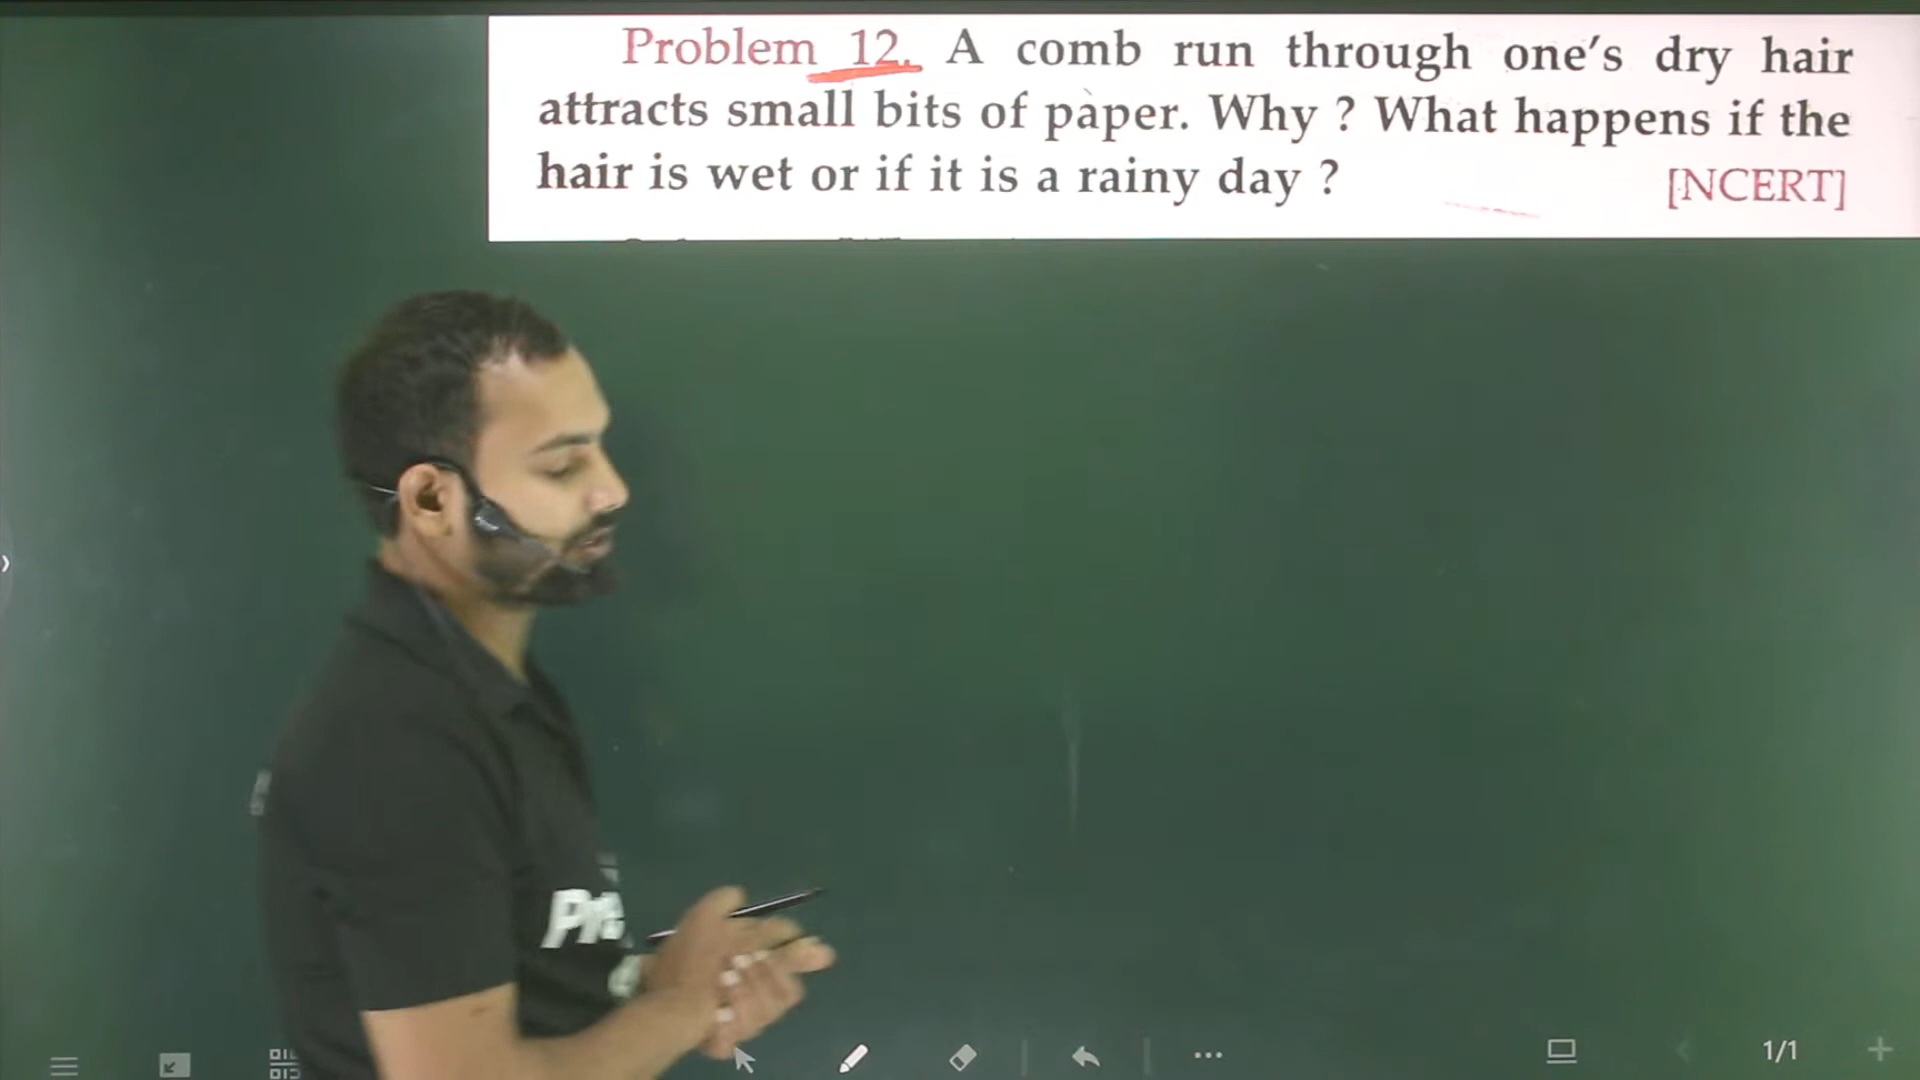 Problem 12. A comb run through one's dry hair
attracts small bits of paper. Why ? What happens if the
hair is wet or if it is a rainy day ? [NCERT]
1/1